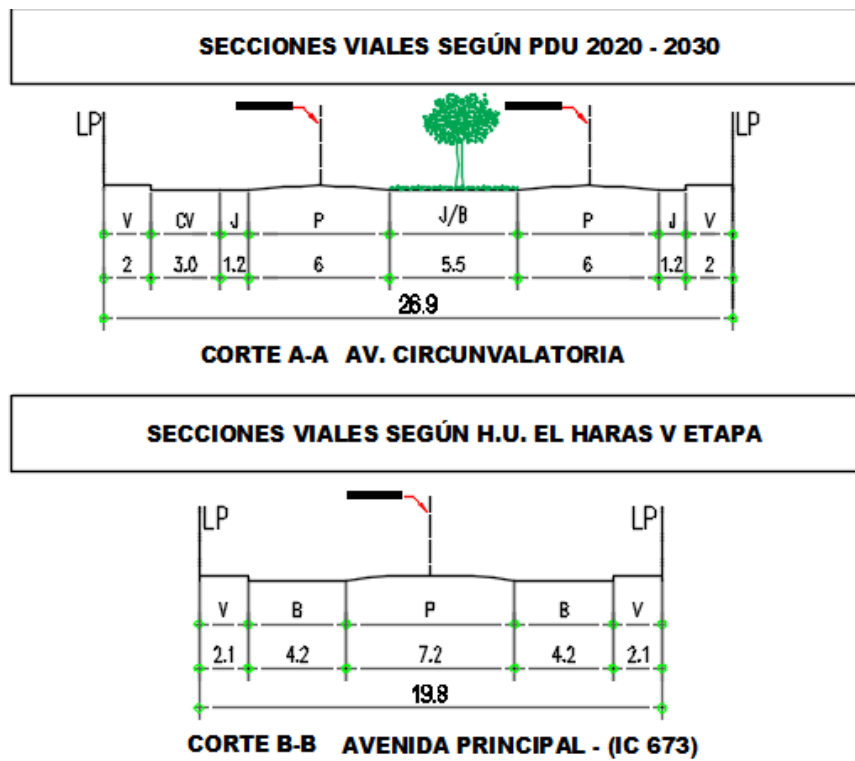 SECCIONES VIALES SEGÚN PDU 2020 - 2030
LP LP
V CV J P J/B P J V
2 3.0 1.2 6 5.5 6 1.2 2
26.9
CORTE A-A AV. CIRCUNVALATORIA
SECCIONES VIALES SEGÚN H.U. EL HARAS V ETAPA
LP LP
V B P B V
2.1 4.2 7.2 4.2 2.1
19.8
CORTE B-B AVENIDA PRINCIPAL - (IC 673)